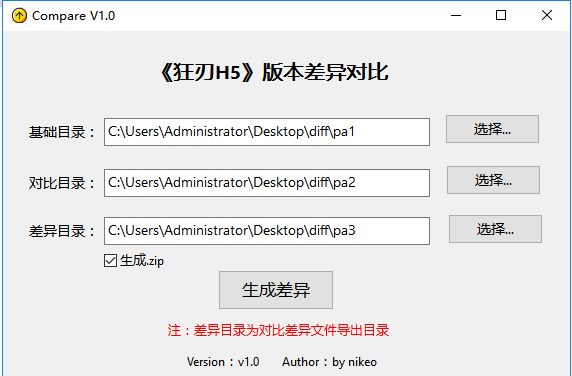 Compare V1.0
《狂刃H5》版本差异对比
基础目录： C:\Users\Administrator\Desktop\diff\pa1 选择...
对比目录： C:\Users\Administrator\Desktop\diff\pa2 选择...
差异目录： C:\Users\Administrator\Desktop\diff\pa3 选择...
生成.zip
生成差异
注：差异目录为对比差异文件导出目录
Version：v1.0 Author：by nikeo